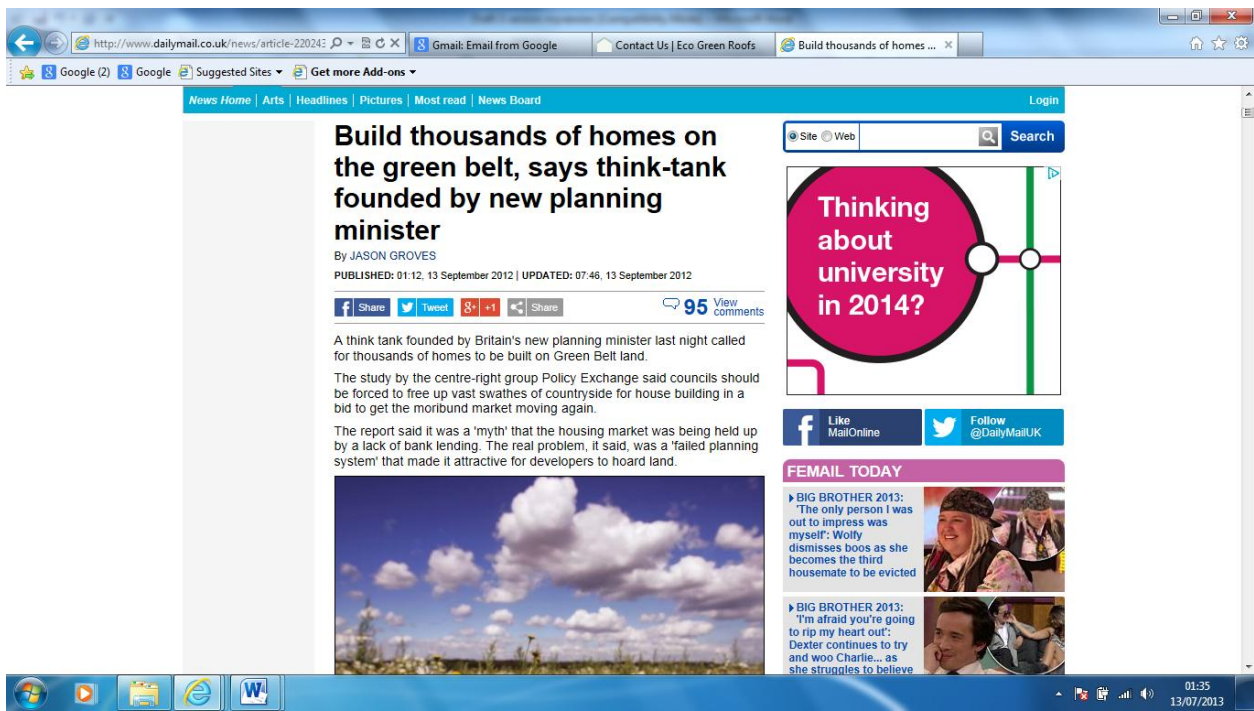 http://www.dailymail.co.uk/news/article-220243
Gmail: Email from Google
Contact Us | Eco Green Roofs
Build thousands of homes ...
Google (2) Google Suggested Sites Get more Add-ons
News Home | Arts | Headlines | Pictures | Most read | News Board
Login
Build thousands of homes on
the green belt, says think-tank
founded by new planning
minister
By JASON GROVES
PUBLISHED: 01:12, 13 September 2012 | UPDATED: 07:46, 13 September 2012
Share Tweet +1 Share
95 View comments
A think tank founded by Britain's new planning minister last night called
for thousands of homes to be built on Green Belt land.
The study by the centre-right group Policy Exchange said councils should
be forced to free up vast swathes of countryside for house building in a
bid to get the moribund market moving again.
The report said it was a 'myth' that the housing market was being held up
by a lack of bank lending. The real problem, it said, was a 'failed planning
system' that made it attractive for developers to hoard land.
Site Web Search
Thinking
about
university
in 2014?
Like
MailOnline
Follow
@DailyMailUK
FEMAIL TODAY
BIG BROTHER 2013:
'The only person I was
out to impress was
myself': Wolfy
dismisses boos as she
becomes the third
housemate to be evicted
BIG BROTHER 2013:
'I'm afraid you're going
to rip my heart out':
Dexter continues to try
and woo Charlie... as
she struggles to believe
01:35
13/07/2013